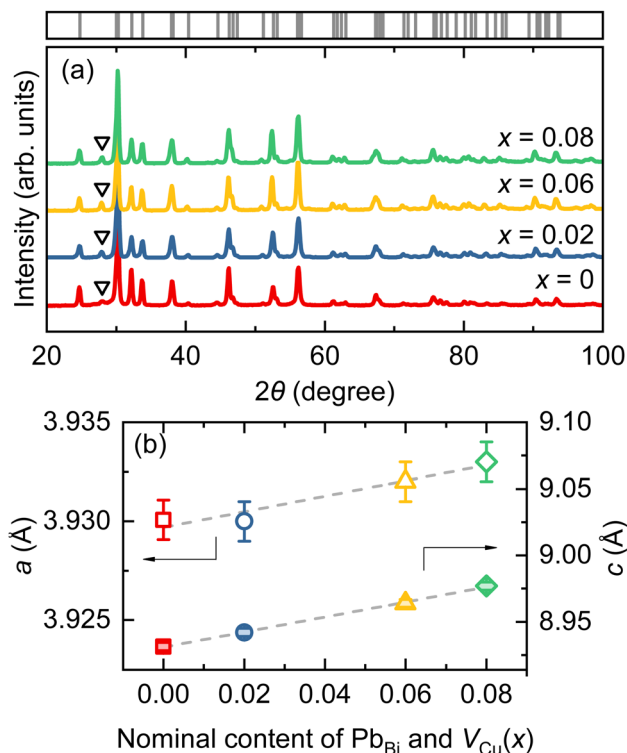 (a)
Intensity (arb. units)
x = 0.08
x = 0.06
x = 0.02
x = 0
20 40 60 80 100
2θ (degree)
(b)
3.935
3.930
3.925
a (Å)
9.10
9.05
9.00
8.95
c (Å)
0.00 0.02 0.04 0.06 0.08
Nominal content of Pb_Bi and V_Cu(x)